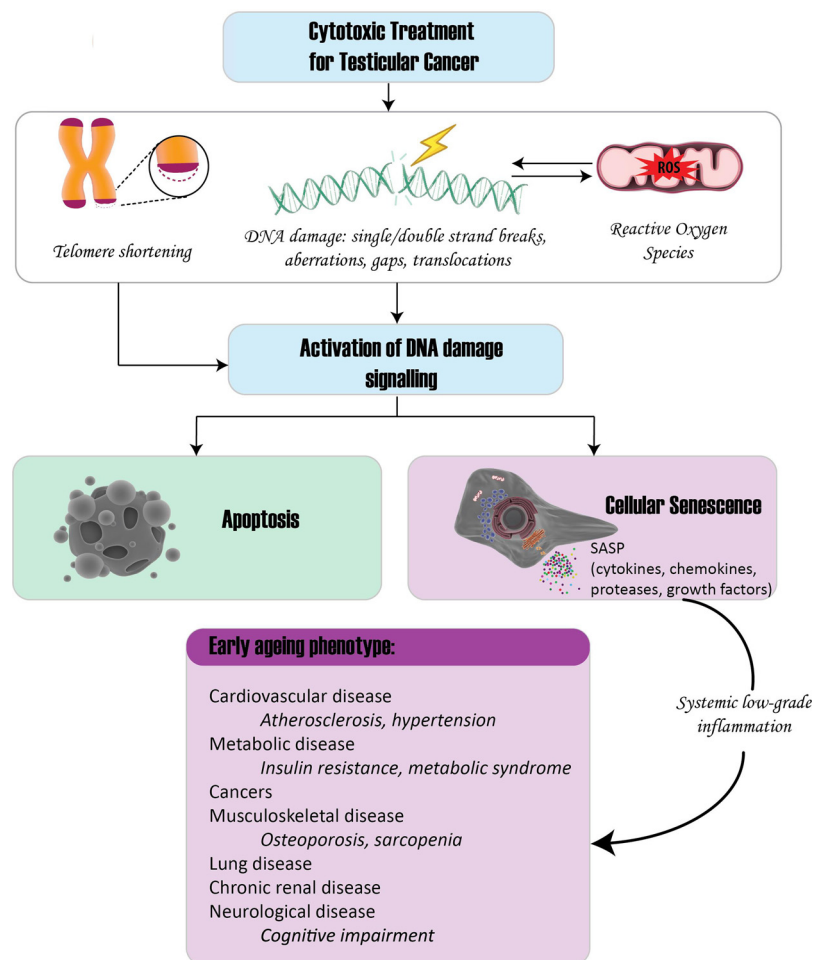 Cytotoxic Treatment
for Testicular Cancer
ROS
Telomere shortening
DNA damage: single/double strand breaks,
aberrations, gaps, translocations
Reactive Oxygen
Species
Activation of DNA damage
signalling
Apoptosis
Cellular Senescence
SASP
(cytokines, chemokines,
proteases, growth factors)
Systemic low-grade
inflammation
Early ageing phenotype:
Cardiovascular disease
Atherosclerosis, hypertension
Metabolic disease
Insulin resistance, metabolic syndrome
Cancers
Musculoskeletal disease
Osteoporosis, sarcopenia
Lung disease
Chronic renal disease
Neurological disease
Cognitive impairment